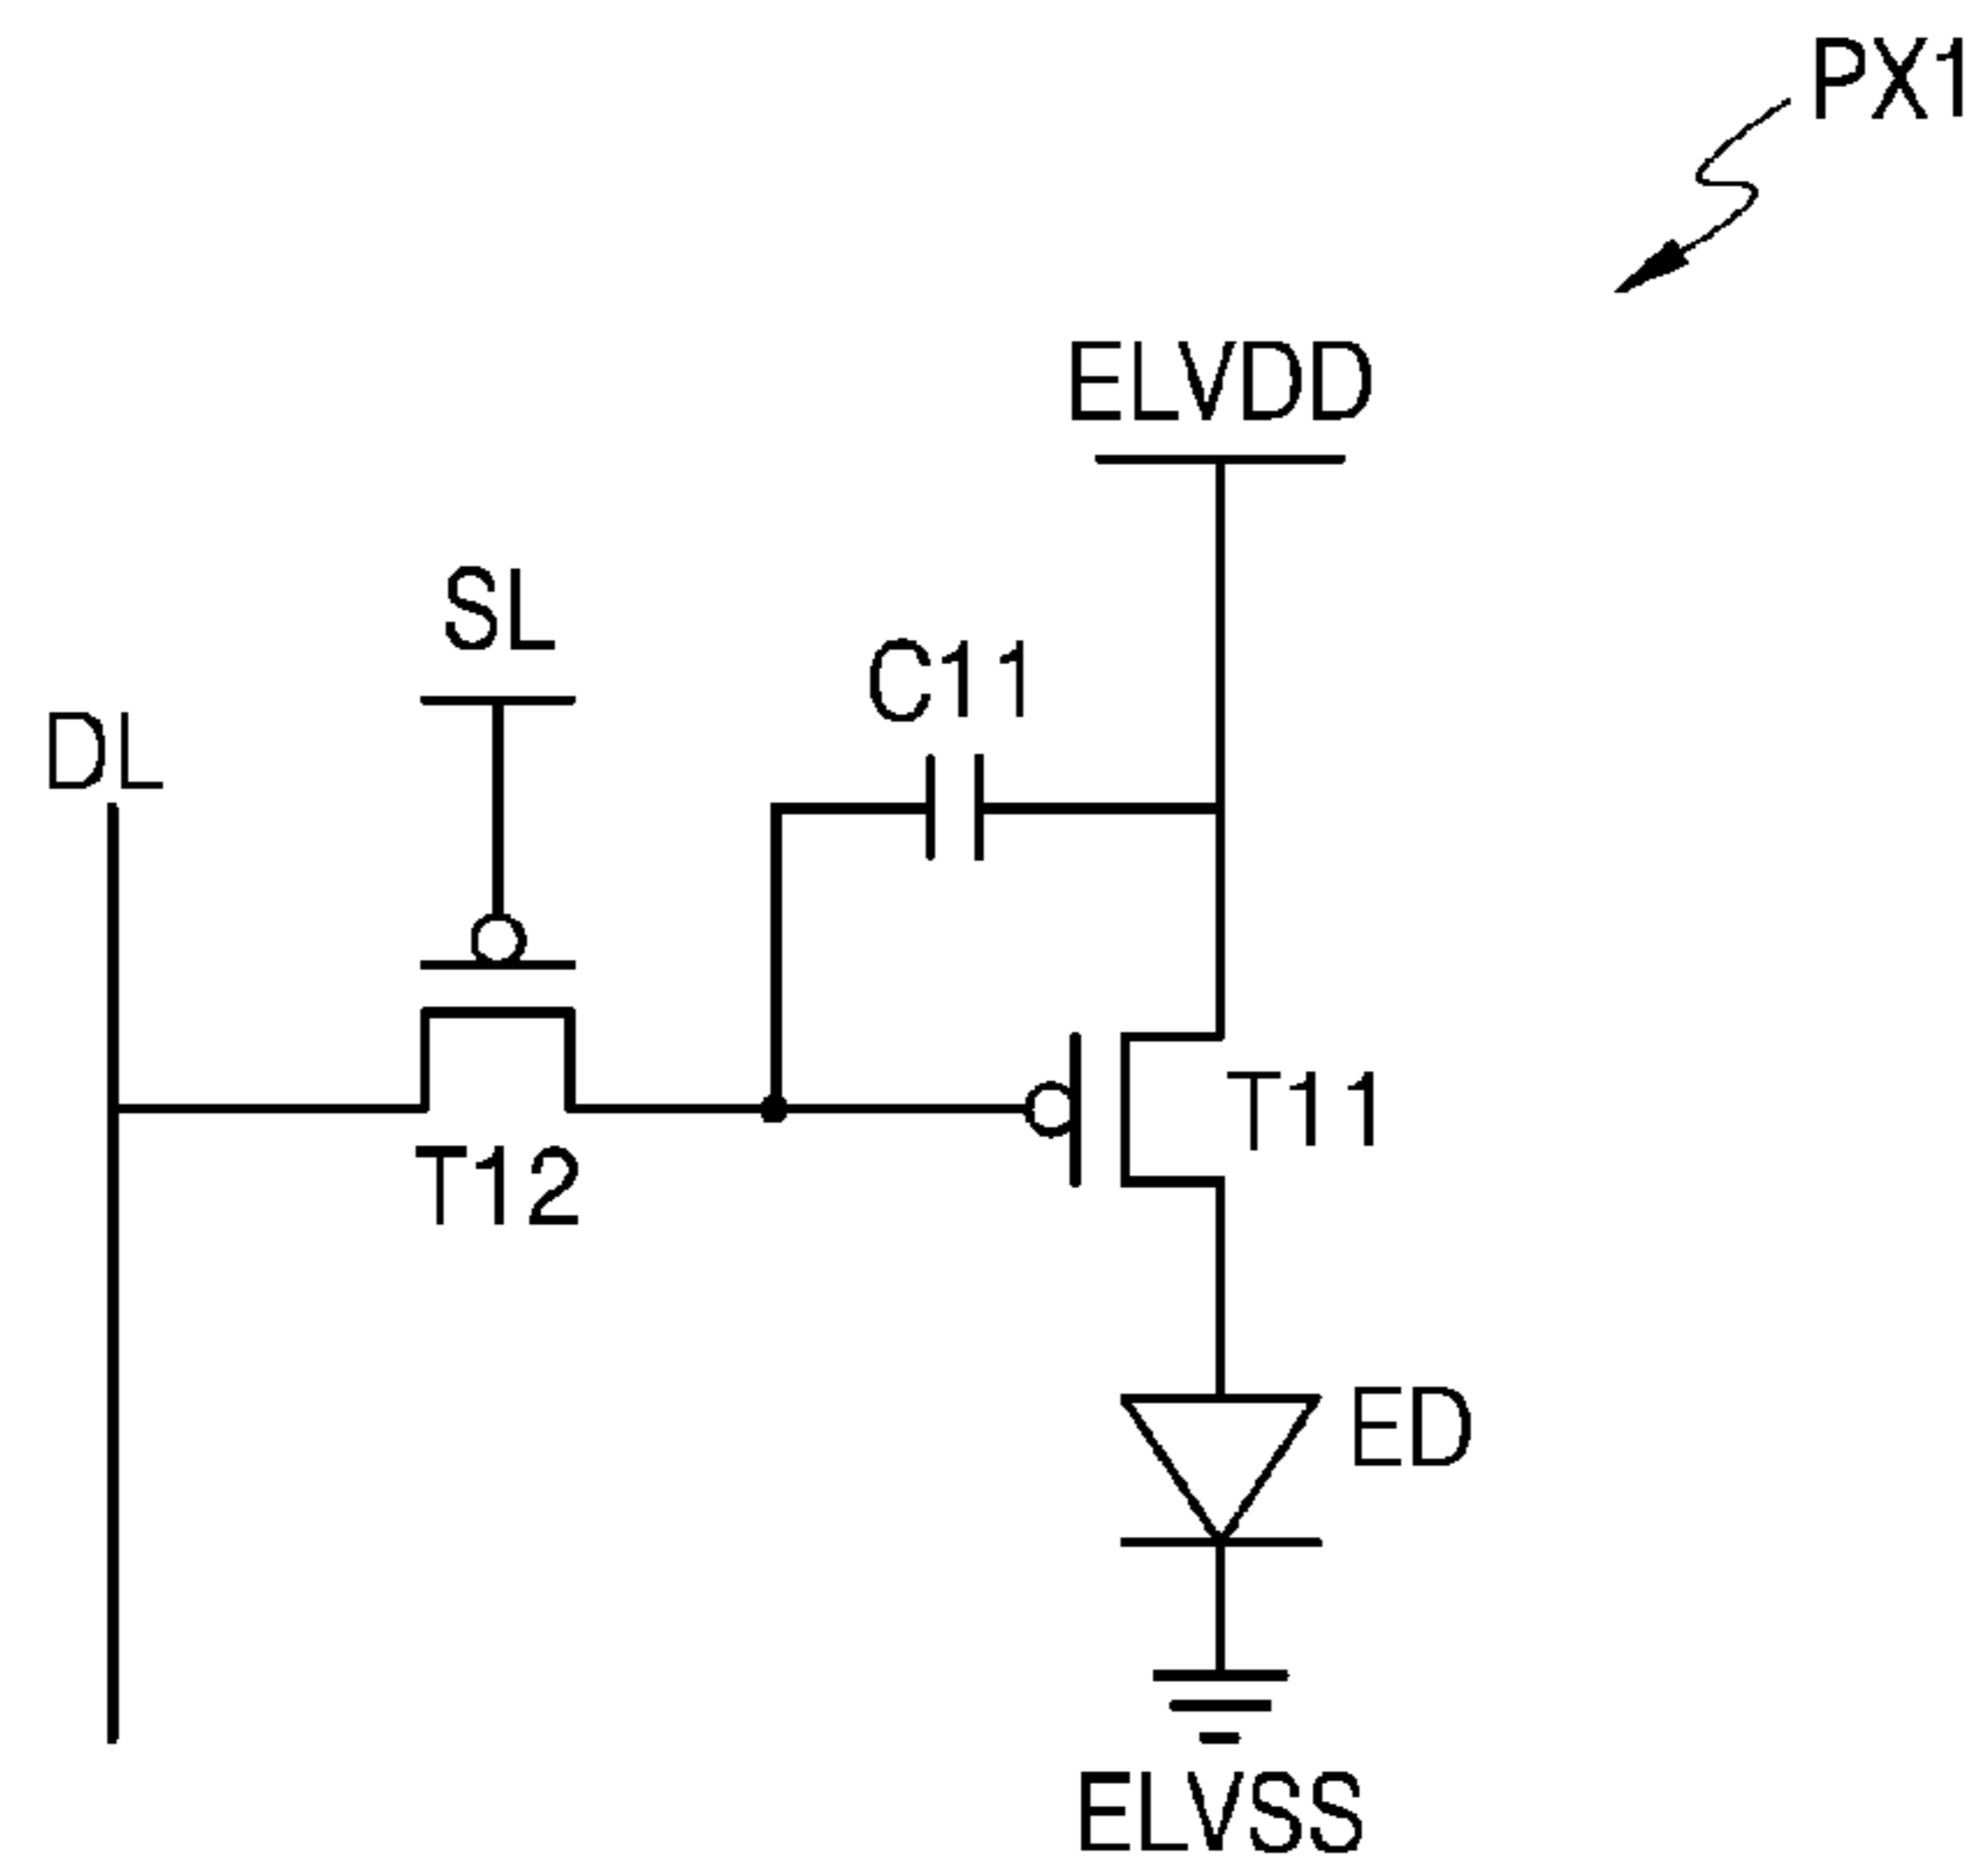 PX1
ELVDD
SL
C11
DL
T11
T12
ED
ELVSS